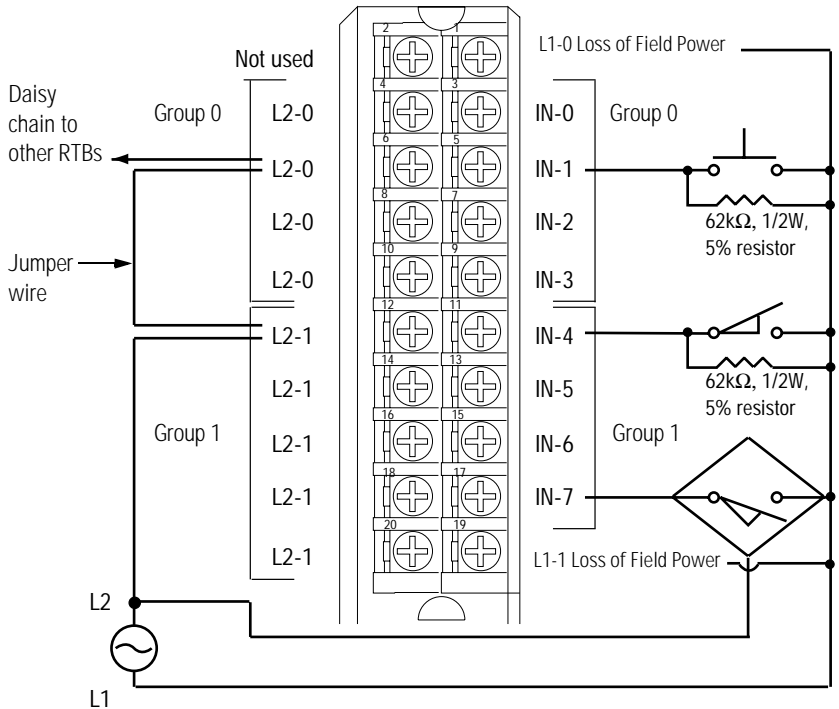 2 1
L1-0 Loss of Field Power
Not used
4 3
Daisy
chain to
other RTBs
Group 0
L2-0
IN-0
Group 0
6 5
L2-0
IN-1
8 7
L2-0
IN-2
62kΩ, 1/2W,
5% resistor
10 9
Jumper
wire
L2-0
IN-3
12 11
L2-1
IN-4
14 13
L2-1
IN-5
62kΩ, 1/2W,
5% resistor
16 15
Group 1
L2-1
IN-6
Group 1
18 17
L2-1
IN-7
20 19
L2-1
L1-1 Loss of Field Power
L2
L1